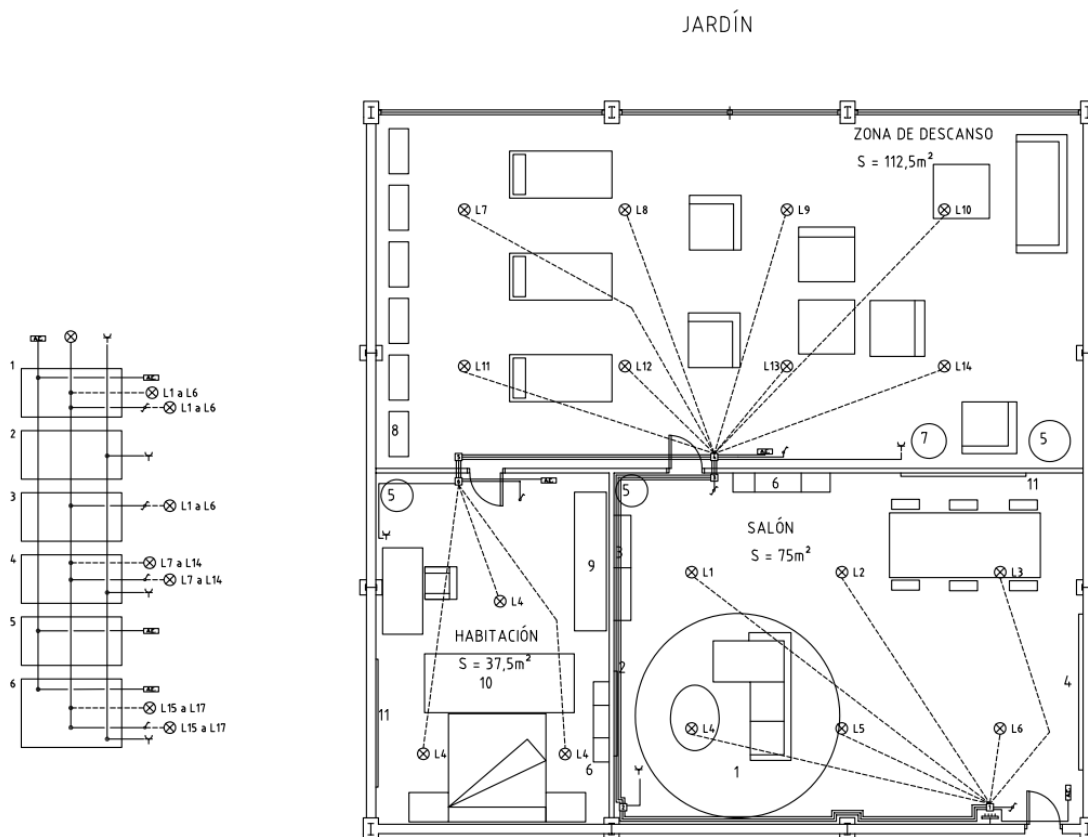 JARDÍN
ZONA DE DESCANSO
S = 112,5m²
L7
L8
L9
L10
L11
L12
L13
L14
8
7
5
A.C.
A.C.
1
A.C.
L1 a L6
L1 a L6
2
3
L1 a L6
4
L7 a L14
L7 a L14
5
A.C.
6
A.C.
L15 a L17
L15 a L17
5
A.C.
9
L4
HABITACIÓN
S = 37,5m²
10
11
L4
L4
6
5
6
11
SALÓN
S = 75m²
3
L1
L2
L3
2
4
L4
L5
L6
1
A.C.